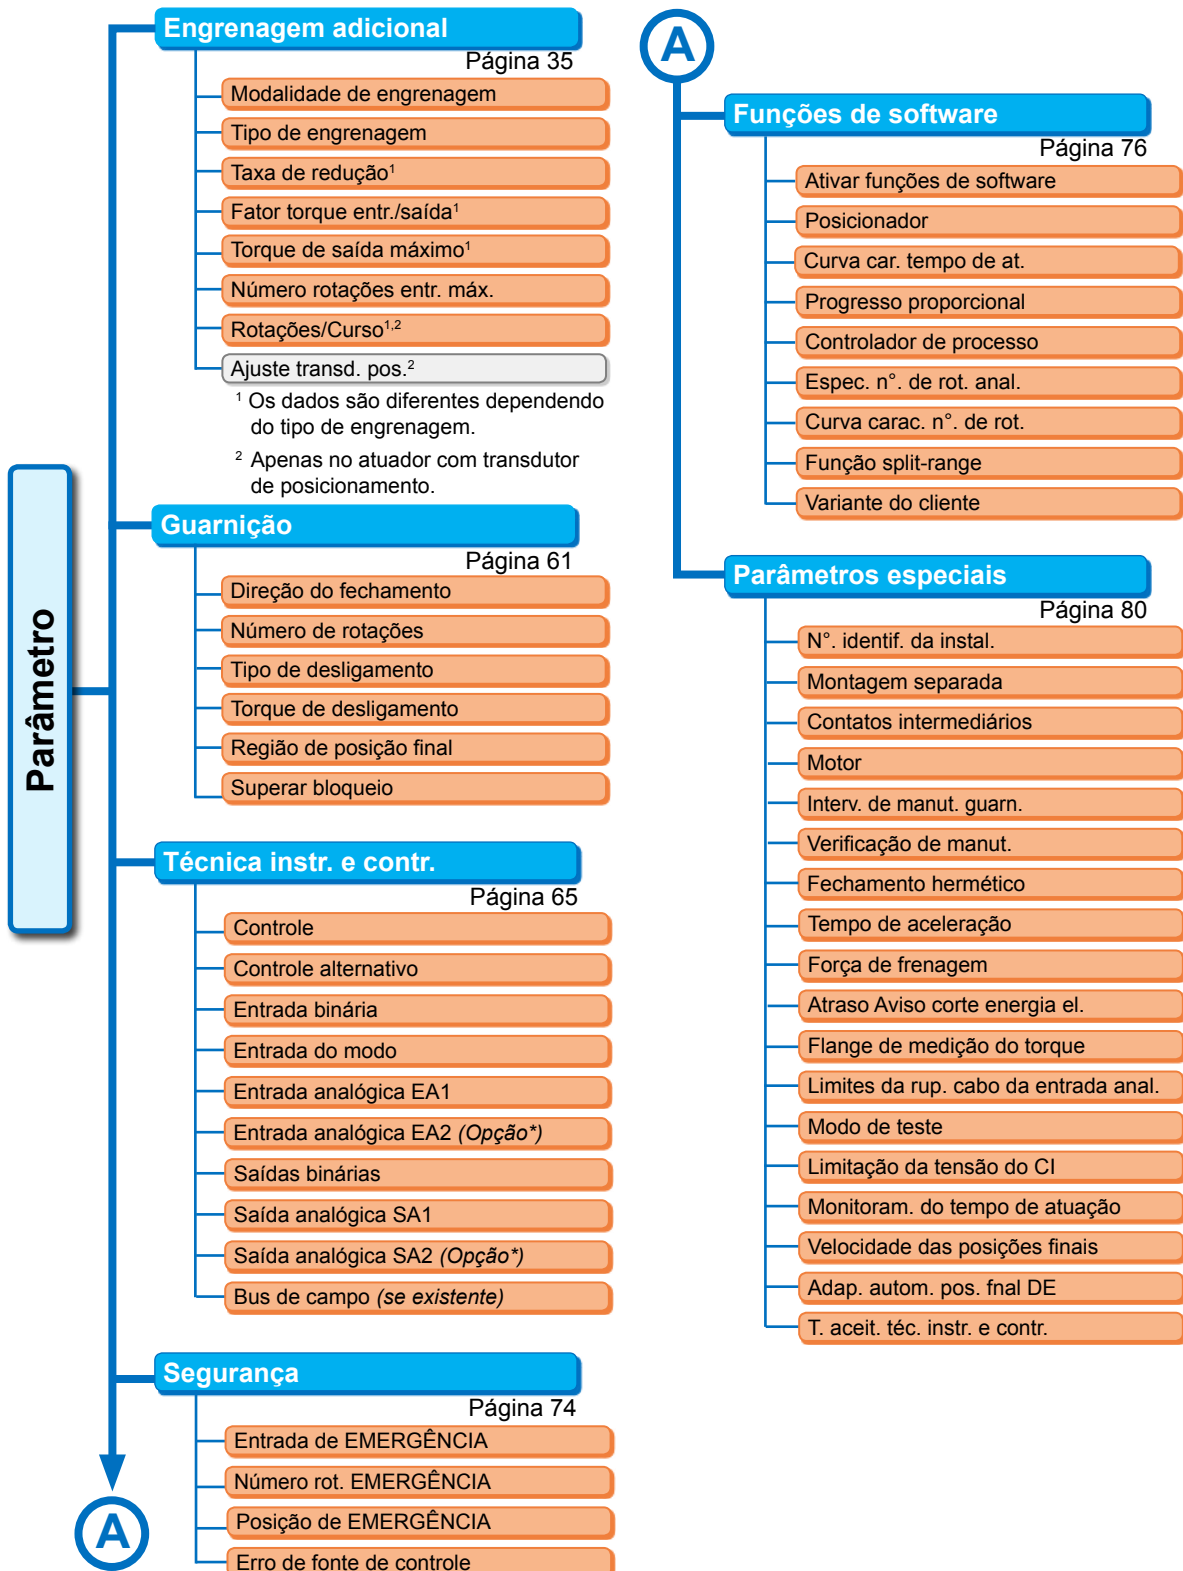 Parâmetro
Engrenagem adicional
Página 35
Modalidade de engrenagem
Tipo de engrenagem
Taxa de redução¹
Fator torque entr./saída¹
Torque de saída máximo¹
Número rotações entr. máx.
Rotações/Curso¹,²
Ajuste transd. pos.²
¹ Os dados são diferentes dependendo
do tipo de engrenagem.
² Apenas no atuador com transdutor
de posicionamento.
Guarnição
Página 61
Direção do fechamento
Número de rotações
Tipo de desligamento
Torque de desligamento
Região de posição final
Superar bloqueio
Técnica instr. e contr.
Página 65
Controle
Controle alternativo
Entrada binária
Entrada do modo
Entrada analógica EA1
Entrada analógica EA2 (Opção*)
Saídas binárias
Saída analógica SA1
Saída analógica SA2 (Opção*)
Bus de campo (se existente)
Segurança
Página 74
Entrada de EMERGÊNCIA
Número rot. EMERGÊNCIA
Posição de EMERGÊNCIA
Erro de fonte de controle
A
A
Funções de software
Página 76
Ativar funções de software
Posicionador
Curva car. tempo de at.
Progresso proporcional
Controlador de processo
Espec. n°. de rot. anal.
Curva carac. n°. de rot.
Função split-range
Variante do cliente
Parâmetros especiais
Página 80
N°. identif. da instal.
Montagem separada
Contatos intermediários
Motor
Interv. de manut. guarn.
Verificação de manut.
Fechamento hermético
Tempo de aceleração
Força de frenagem
Atraso Aviso corte energia el.
Flange de medição do torque
Limites da rup. cabo da entrada anal.
Modo de teste
Limitação da tensão do CI
Monitoram. do tempo de atuação
Velocidade das posições finais
Adap. autom. pos. fnal DE
T. aceit. téc. instr. e contr.